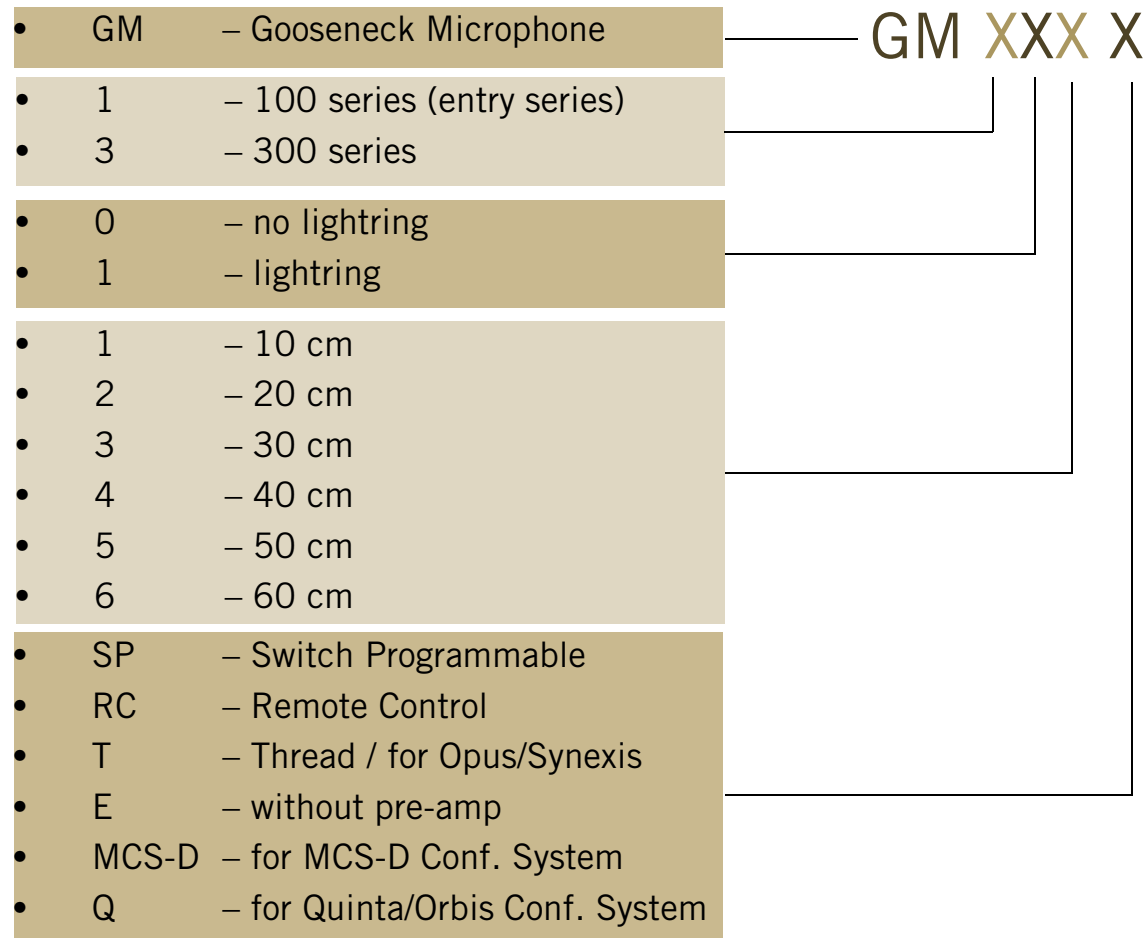 • GM – Gooseneck Microphone
GM XXX X
• 1 – 100 series (entry series)
• 3 – 300 series
• 0 – no lightring
• 1 – lightring
• 1 – 10 cm
• 2 – 20 cm
• 3 – 30 cm
• 4 – 40 cm
• 5 – 50 cm
• 6 – 60 cm
• SP – Switch Programmable
• RC – Remote Control
• T – Thread / for Opus/Synexis
• E – without pre-amp
• MCS-D – for MCS-D Conf. System
• Q – for Quinta/Orbis Conf. System